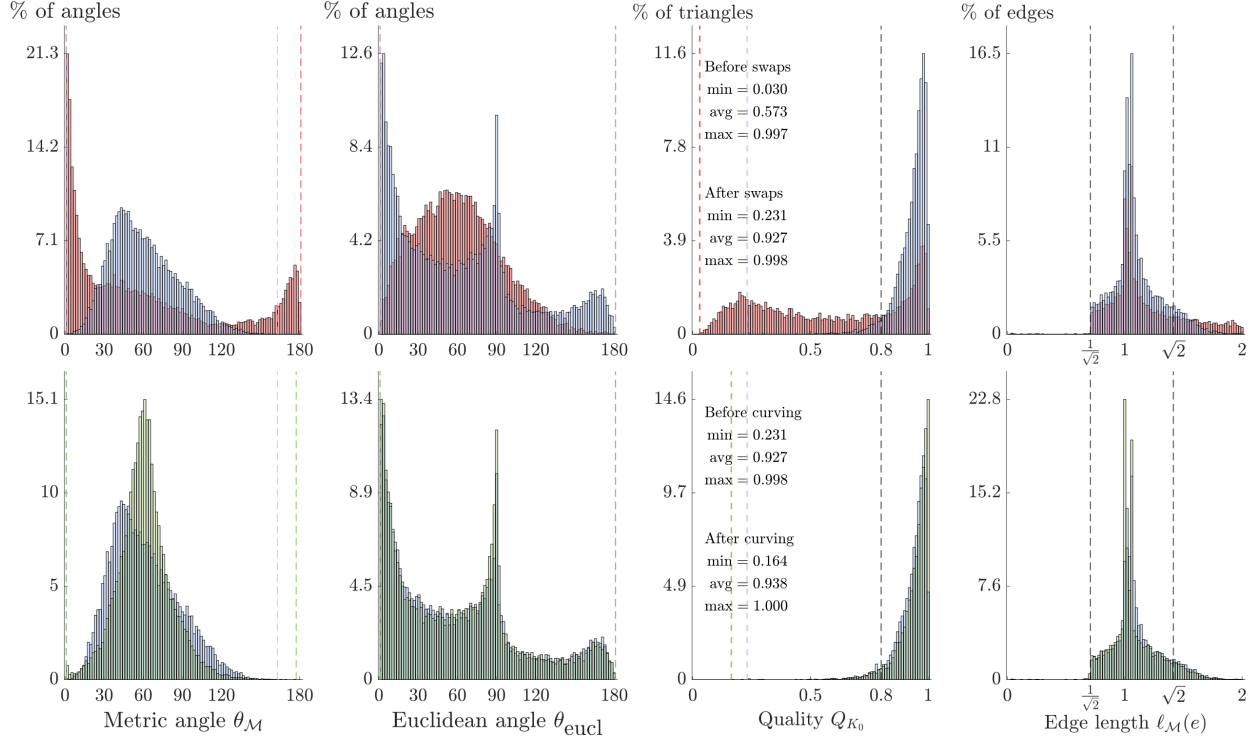 % of angles
21.3
14.2
7.1
0
0 30 60 90 120 180
% of angles
12.6
8.4
4.2
0
0 30 60 90 120 180
% of triangles
11.6
7.8
3.9
0
Before swaps
min = 0.030
avg = 0.573
max = 0.997
After swaps
min = 0.231
avg = 0.927
max = 0.998
0 0.5 0.8 1
% of edges
16.5
11
5.5
0
0 1/√2 1 √2 2
15.1
10
5
0
0 30 60 90 120 180
Metric angle θ_M
13.4
8.9
4.5
0
0 30 60 90 120 180
Euclidean angle θ_eucl
14.6
9.7
4.9
0
Before curving
min = 0.231
avg = 0.927
max = 0.998
After curving
min = 0.164
avg = 0.938
max = 1.000
0 0.5 0.8 1
Quality Q_K₀
22.8
15.2
7.6
0
0 1/√2 1 √2 2
Edge length ℓ_M(e)